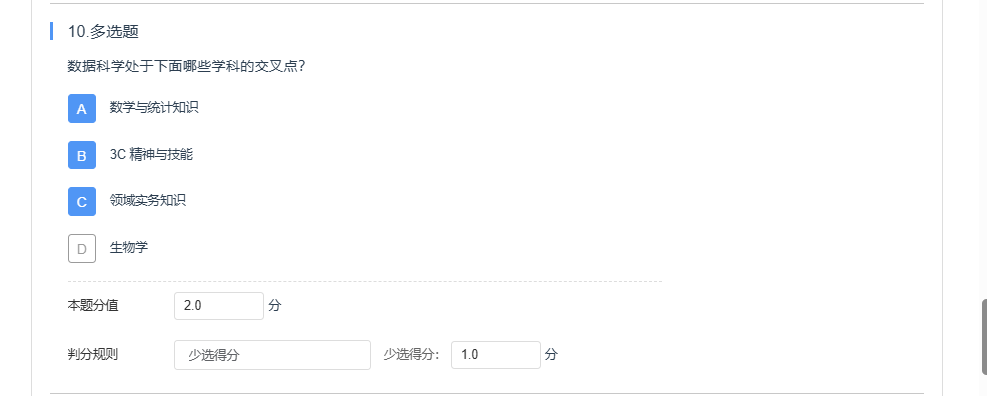 10.多选题
数据科学处于下面哪些学科的交叉点?
A 数学与统计知识
B 3C 精神与技能
C 领域实务知识
D 生物学
本题分值 2.0 分
判分规则 少选得分 少选得分: 1.0 分